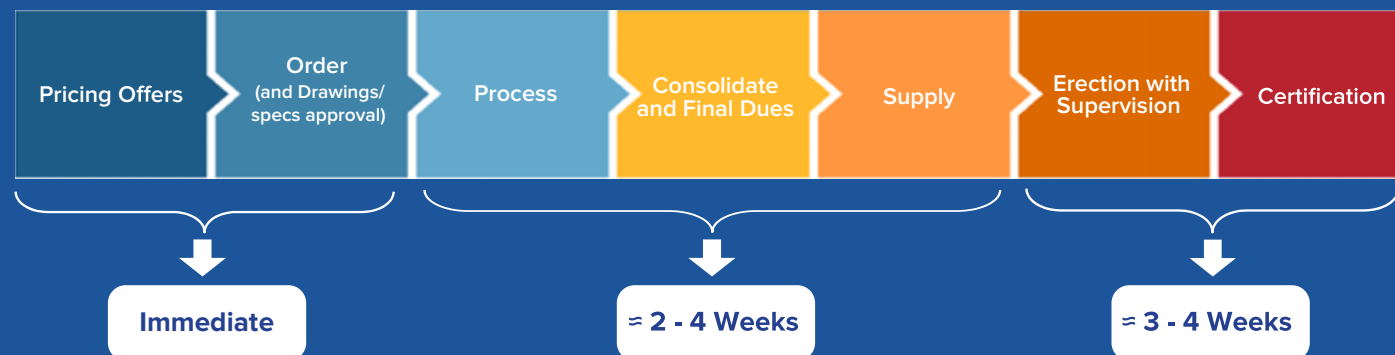 Pricing Offers
Order
(and Drawings/
specs approval)
Process
Consolidate
and Final Dues
Supply
Erection with
Supervision
Certification
Immediate
≈ 2 - 4 Weeks
≈ 3 - 4 Weeks